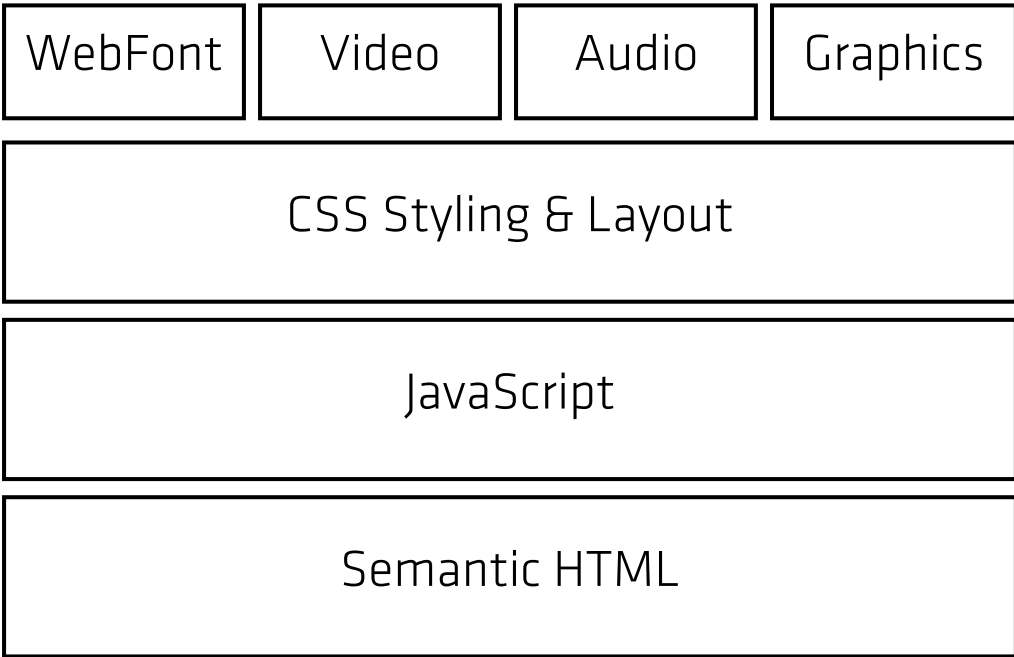 WebFont
Video
Audio
Graphics
CSS Styling & Layout
JavaScript
Semantic HTML